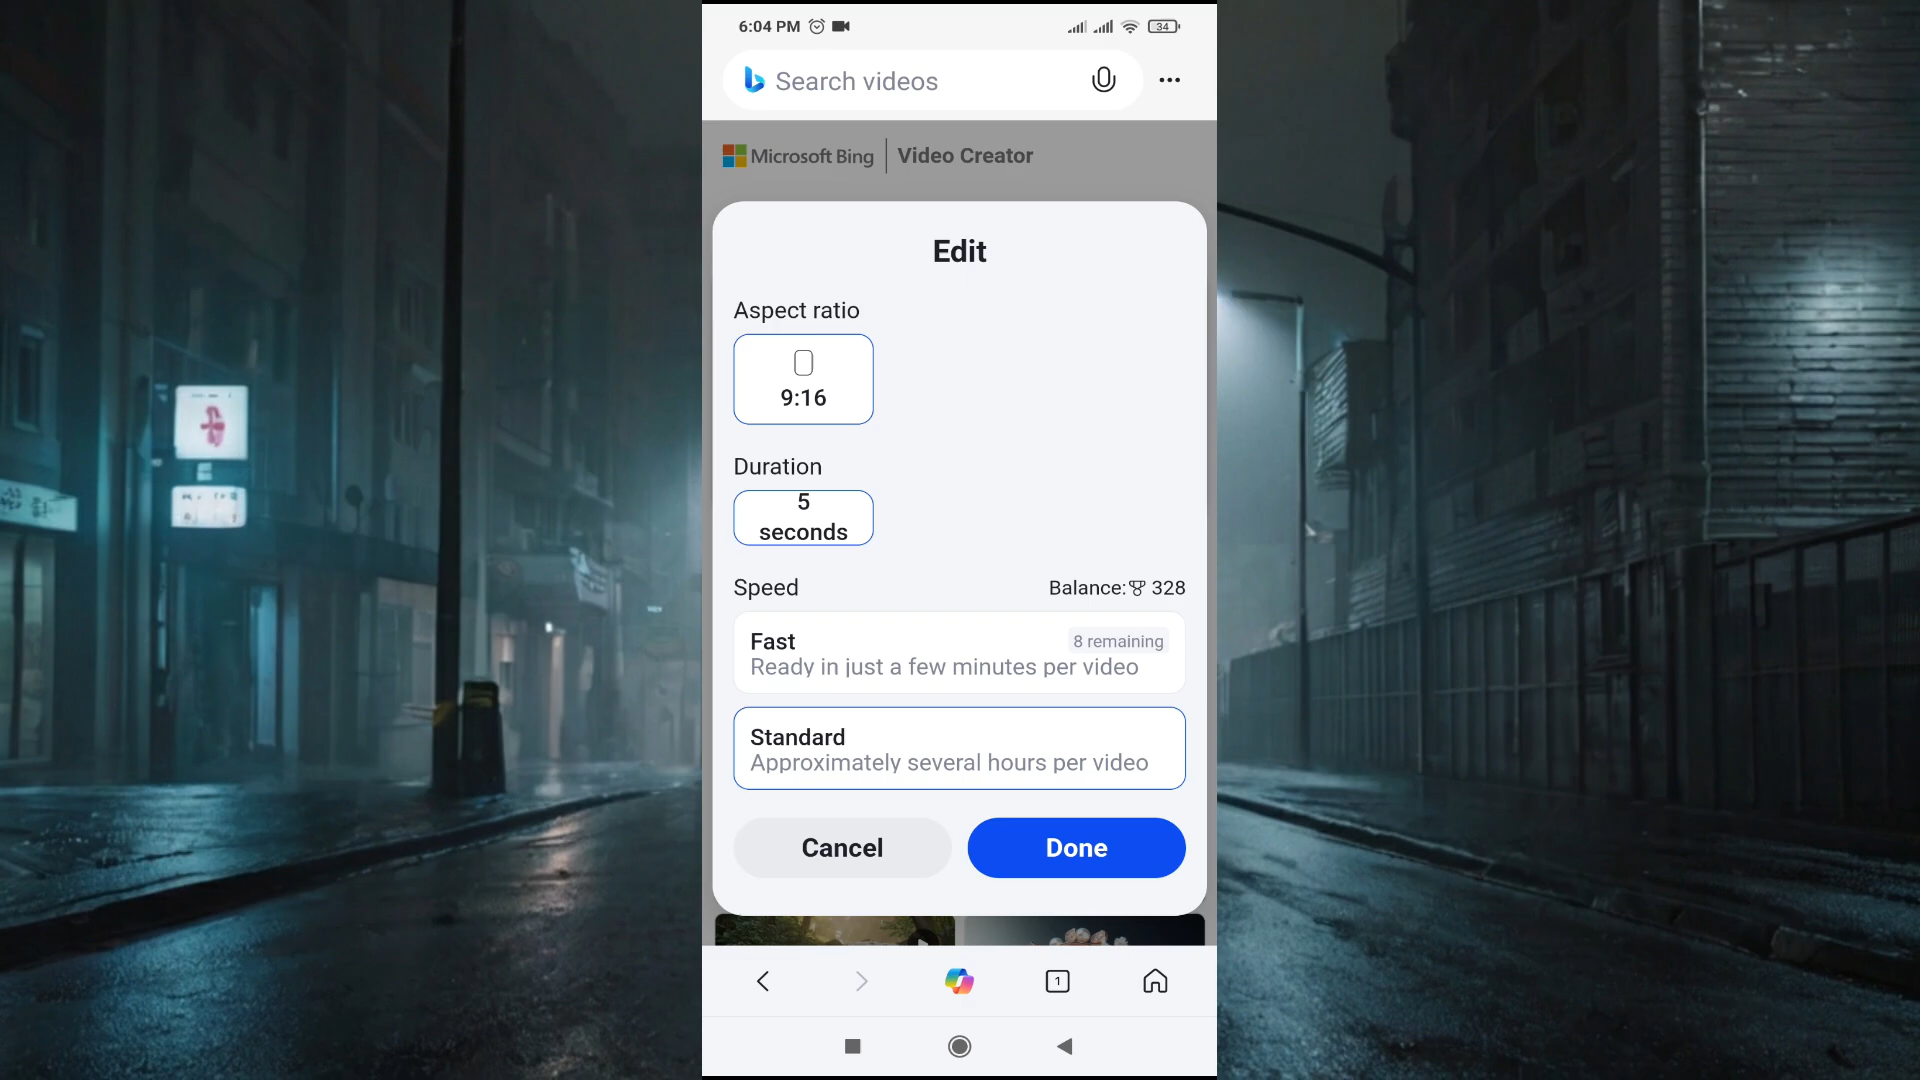 6:04 PM
34
Search videos
Microsoft Bing | Video Creator
Edit
Aspect ratio
9:16
Duration
5
seconds
Speed
Balance: 328
Fast
8 remaining
Ready in just a few minutes per video
Standard
Approximately several hours per video
Cancel
Done
1